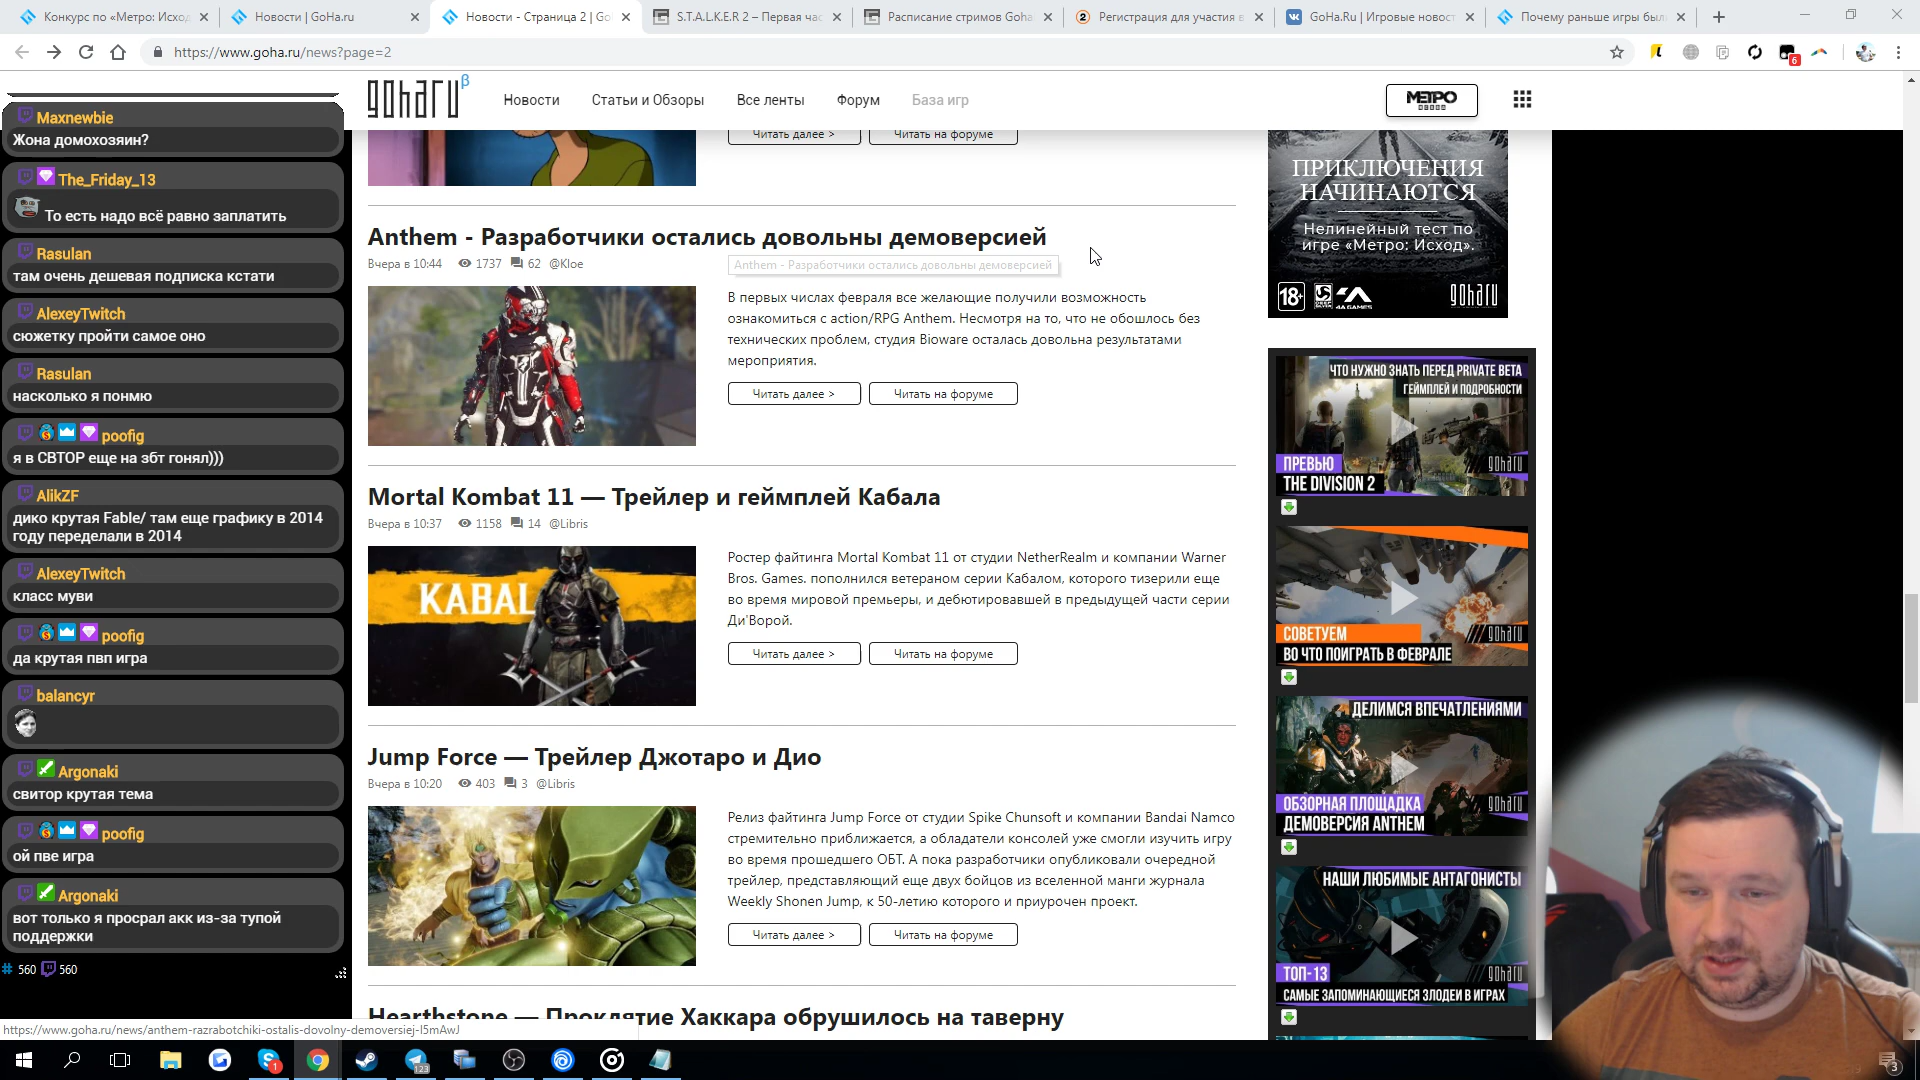 Конкурс по «Метро: Исход
Новости | GoHa.ru
Новости - Страница 2 | Go
S.T.A.L.K.E.R 2 – Первая час
Расписание стримов Goha
Регистрация для участия в
GoHa.Ru | Игровые новост
Почему раньше игры был
https://www.goha.ru/news?page=2
6
goharu β
Новости
Статьи и Обзоры
Все ленты
Форум
База игр
МЕТРО
Maxnewbie
Жона домохозяин?
The_Friday_13
То есть надо всё равно заплатить
Rasulan
там очень дешевая подписка кстати
AlexeyTwitch
сюжетку пройти самое оно
Rasulan
насколько я понмю
poofig
я в СВТОР еще на збт гонял)))
AlikZF
дико крутая Fable/ там еще графику в 2014
году переделали в 2014
AlexeyTwitch
класс муви
poofig
да крутая пвп игра
balancyr
Argonaki
свитор крутая тема
poofig
ой пве игра
Argonaki
вот только я просрал акк из-за тупой
поддержки
560 560
Читать далее >
Читать на форуме
Anthem - Разработчики остались довольны демоверсией
Вчера в 10:44 1737 62 @Kloe
Anthem - Разработчики остались довольны демоверсией
В первых числах февраля все желающие получили возможность
ознакомиться с action/RPG Anthem. Несмотря на то, что не обошлось без
технических проблем, студия Bioware осталась довольна результатами
мероприятия.
Читать далее >
Читать на форуме
Mortal Kombat 11 — Трейлер и геймплей Кабала
Вчера в 10:37 1158 14 @Libris
KABAL
Ростер файтинга Mortal Kombat 11 от студии NetherRealm и компании Warner
Bros. Games. пополнился ветераном серии Кабалом, которого тизерили еще
во время мировой премьеры, и дебютировавшей в предыдущей части серии
Ди'Ворой.
Читать далее >
Читать на форуме
Jump Force — Трейлер Джотаро и Дио
Вчера в 10:20 403 3 @Libris
Релиз файтинга Jump Force от студии Spike Chunsoft и компании Bandai Namco
стремительно приближается, а обладатели консолей уже смогли изучить игру
во время прошедшего ОБТ. А пока разработчики опубликовали очередной
трейлер, представляющий еще двух бойцов из вселенной манги журнала
Weekly Shonen Jump, к 50-летию которого и приурочен проект.
Читать далее >
Читать на форуме
Hearthstone — Проклятие Хаккара обрушилось на таверну
ПРИКЛЮЧЕНИЯ
НАЧИНАЮТСЯ
Нелинейный тест по
игре «Метро: Исход».
18+
4A GAMES
goharu
ЧТО НУЖНО ЗНАТЬ ПЕРЕД PRIVATE BETA
ГЕЙМПЛЕЙ И ПОДРОБНОСТИ
ПРЕВЬЮ
THE DIVISION 2
goharu
СОВЕТУЕМ
ВО ЧТО ПОИГРАТЬ В ФЕВРАЛЕ
goharu
ДЕЛИМСЯ ВПЕЧАТЛЕНИЯМИ
ОБЗОРНАЯ ПЛОЩАДКА
ДЕМОВЕРСИЯ ANTHEM
goharu
НАШИ ЛЮБИМЫЕ АНТАГОНИСТЫ
ТОП-13
САМЫЕ ЗАПОМИНАЮЩИЕСЯ ЗЛОДЕИ В ИГРАХ
goharu
https://www.goha.ru/news/anthem-razrabotchiki-ostalis-dovolny-demoversiej-l5mAwJ
1
123
3